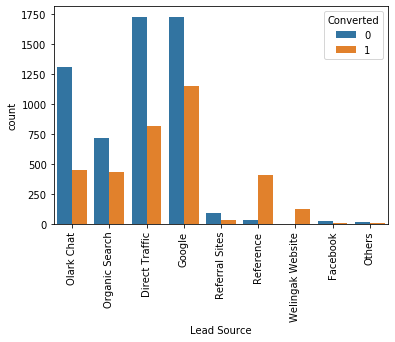 Converted
0
1
1750
1500
1250
1000
750
500
250
0
count
Olark Chat
Organic Search
Direct Traffic
Google
Referral Sites
Reference
Welingak Website
Facebook
Others
Lead Source